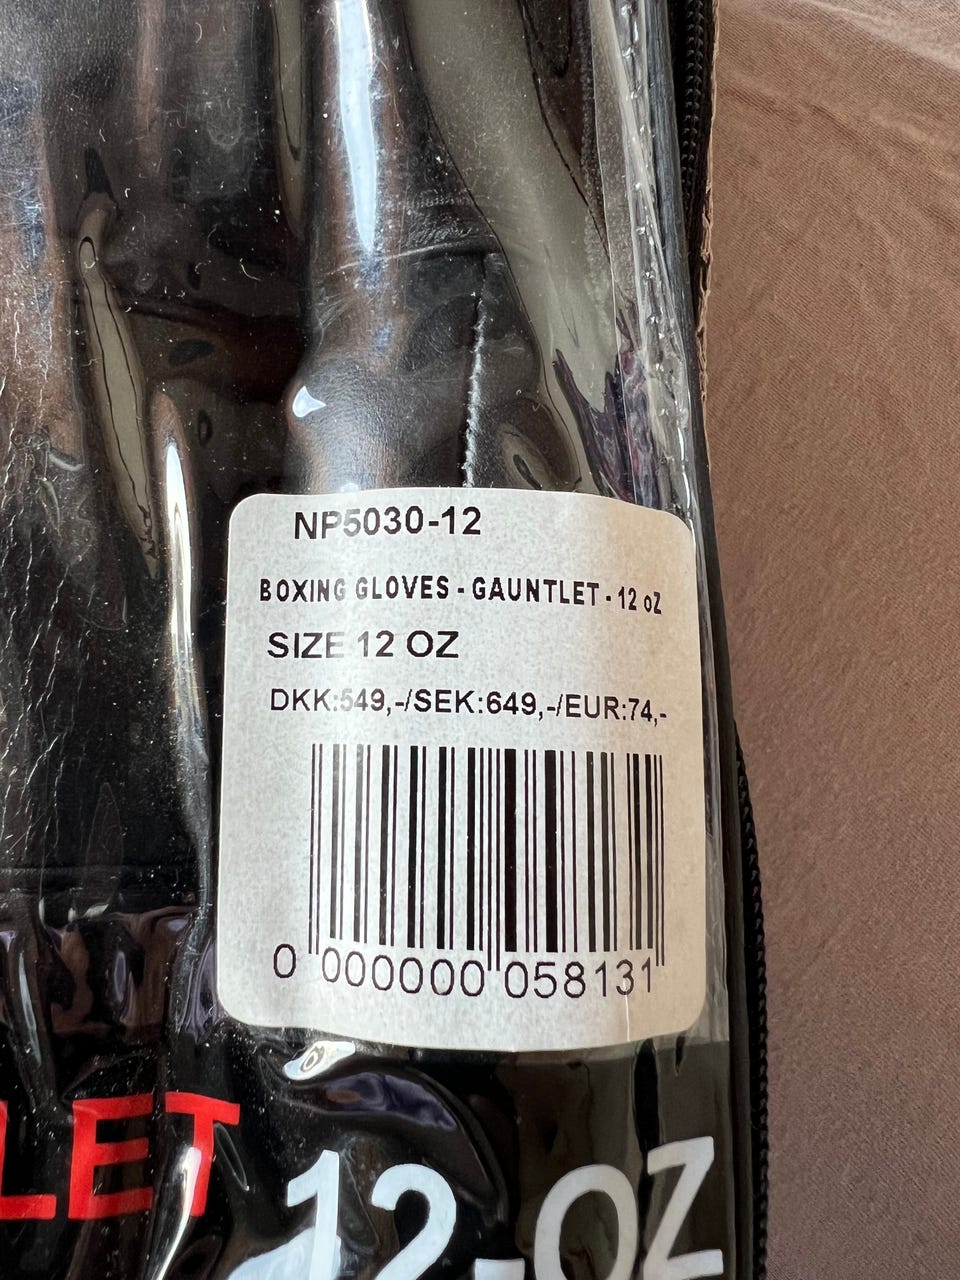 NP5030-12
BOXING GLOVES - GAUNTLET - 12 oZ
SIZE 12 OZ
DKK:549,-/SEK:649,-/EUR:74,-
0 000000 058131
LET
12-OZ